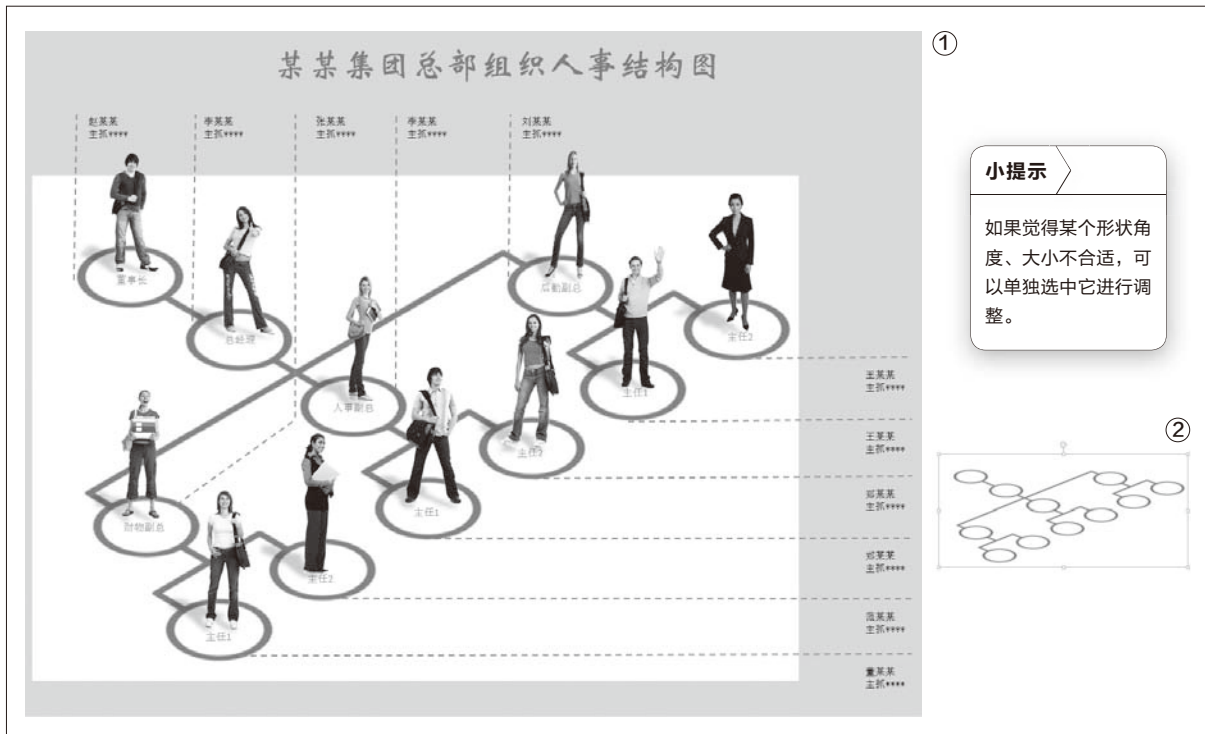 ①
某某集团总部组织人事结构图
赵某某
主抓****
李某某
主抓****
张某某
主抓****
李某某
主抓****
刘某某
主抓****
董事长
总经理
人事副总
后勤副总
主任2
主任1
主任2
主任1
财物副总
主任2
主任1
王某某
主抓****
王某某
主抓****
郑某某
主抓****
邓某某
主抓****
范某某
主抓****
董某某
主抓****
小提示
如果觉得某个形状角
度、大小不合适，可
以单独选中它进行调
整。
②